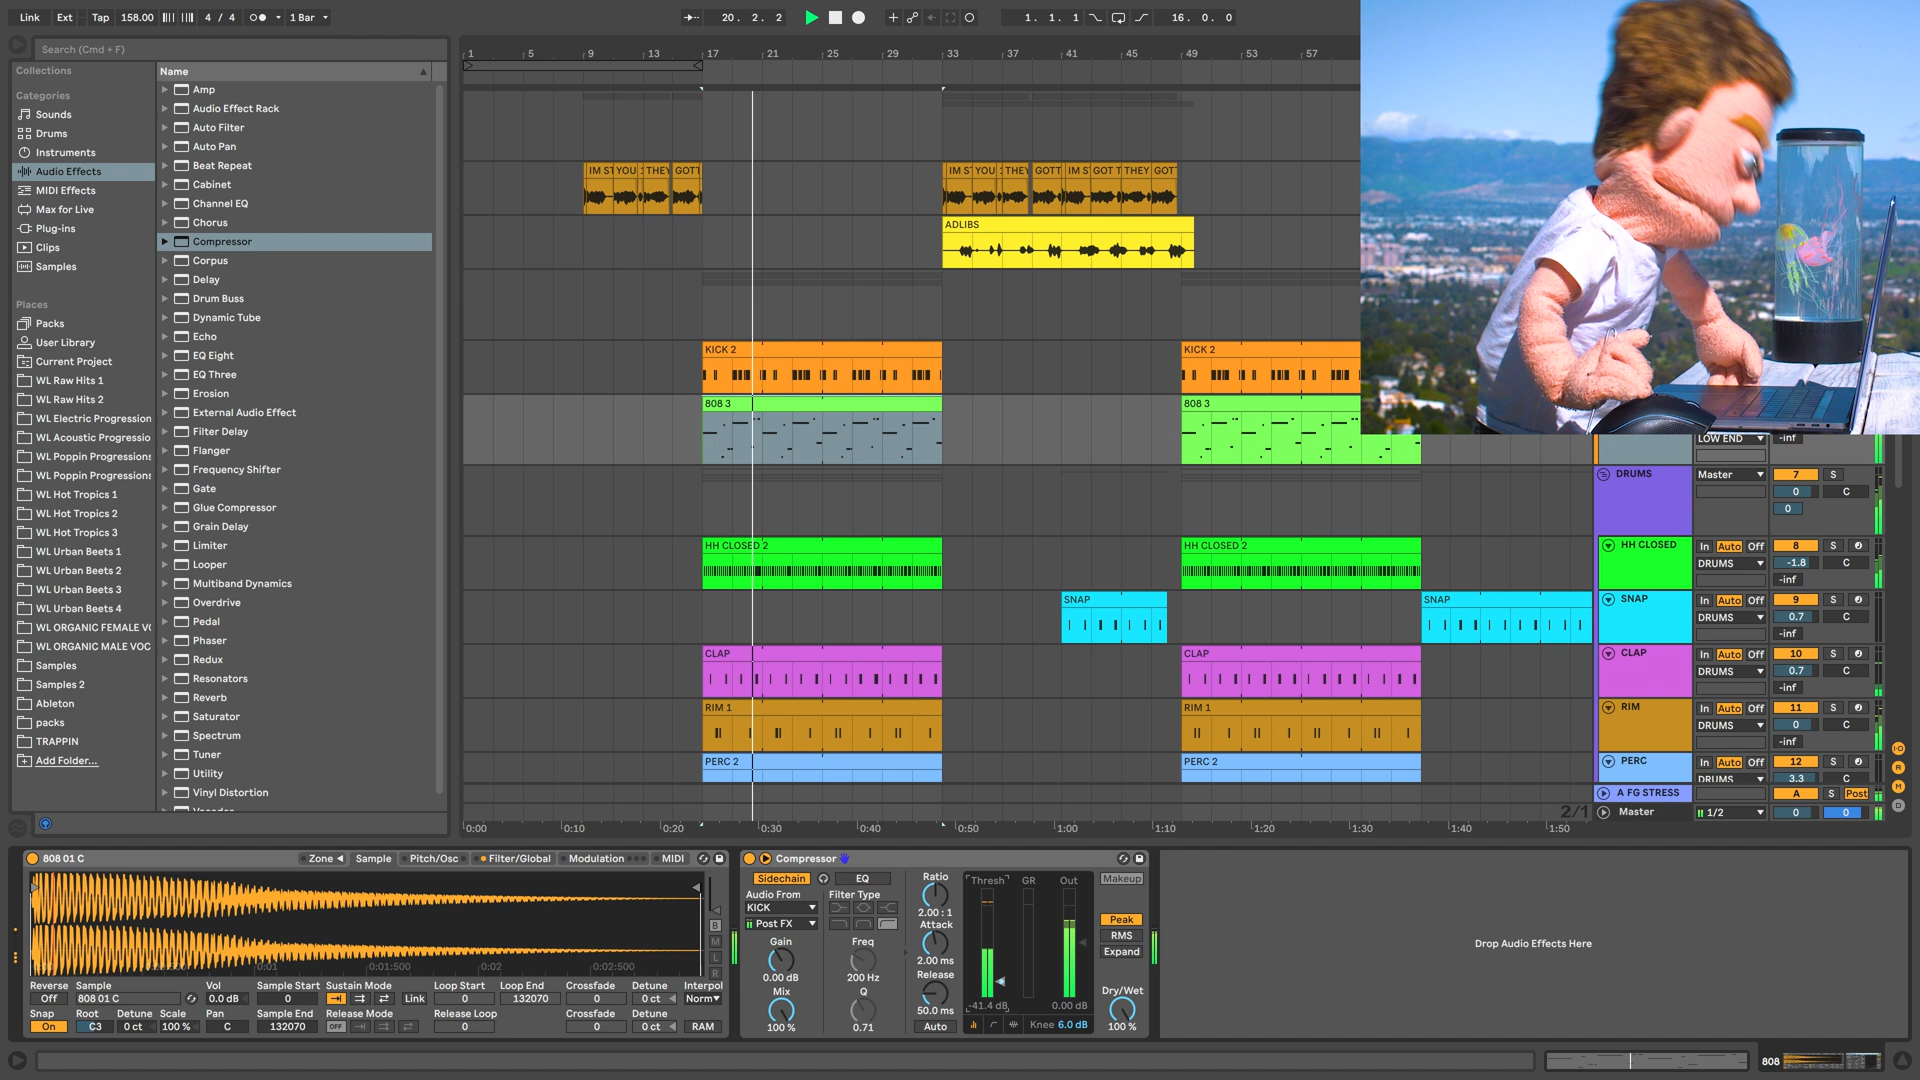 Link Ext Tap 158.00 4 / 4 1 Bar
20. 2. 2
1. 1. 1
16. 0. 0
Search (Cmd + F)
Collections
Categories
Sounds
Drums
Instruments
Audio Effects
MIDI Effects
Max for Live
Plug-ins
Clips
Samples
Places
Packs
User Library
Current Project
WL Raw Hits 1
WL Raw Hits 2
WL Electric Progression
WL Acoustic Progressio
WL Poppin Progressions
WL Poppin Progressions
WL Hot Tropics 1
WL Hot Tropics 2
WL Hot Tropics 3
WL Urban Beets 1
WL Urban Beets 2
WL Urban Beets 3
WL Urban Beets 4
WL ORGANIC FEMALE VO
WL ORGANIC MALE VOC
Samples
Samples 2
Ableton
packs
TRAPPIN
Add Folder...
Name
Amp
Audio Effect Rack
Auto Filter
Auto Pan
Beat Repeat
Cabinet
Channel EQ
Chorus
Compressor
Corpus
Delay
Drum Buss
Dynamic Tube
Echo
EQ Eight
EQ Three
Erosion
External Audio Effect
Filter Delay
Flanger
Frequency Shifter
Gate
Glue Compressor
Grain Delay
Limiter
Looper
Multiband Dynamics
Overdrive
Pedal
Phaser
Redux
Resonators
Reverb
Saturator
Spectrum
Tuner
Utility
Vinyl Distortion
1 5 9 13 17 21 25 29 33 37 41 45 49 53 57
IM ST YOU THEY GOTT
IM ST YOU THEY GOTT IM S GOT T THEY GOT
ADLIBS
KICK 2 KICK 2
808 3 808 3
HH CLOSED 2 HH CLOSED 2
SNAP SNAP
CLAP CLAP
RIM 1 RIM 1
PERC 2 PERC 2
2/1
0:00 0:10 0:20 0:30 0:40 0:50 1:00 1:10 1:20 1:30 1:40 1:50
LOW END -inf
DRUMS Master 7 S
0 C
0
HH CLOSED In Auto Off 8 S
DRUMS -1.8 C
-inf
SNAP In Auto Off 9 S
DRUMS 0.7 C
-inf
CLAP In Auto Off 10 S
DRUMS 0.7 C
-inf
RIM In Auto Off 11 S
DRUMS 0 C
-inf
PERC In Auto Off 12 S
DRUMS 3.3 C
A FG STRESS A S Post
Master 1/2 0 0
I·O
R
M
D
808 01 C Zone Sample Pitch/Osc Filter/Global Modulation MIDI
0:01 0:01:500 0:02 0:02:500
B
M
L
R
Reverse Sample Vol Sample Start Sustain Mode Loop Start Loop End Crossfade Detune Interpol
Off 808 01 C 0.0 dB 0 Link 0 132070 0 0 ct Norm
Snap Root Detune Scale Pan Sample End Release Mode Release Loop Crossfade Detune
On C3 0 ct 100 % C 132070 OFF 0 0 0 ct RAM
Compressor
Sidechain EQ
Audio From Filter Type
KICK
Post FX
Gain Freq
0.00 dB 200 Hz
Mix Q
100 % 0.71
Ratio
2.00 : 1
Attack
2.00 ms
Release
50.0 ms
Auto
Thresh GR Out
-41.4 dB 0.00 dB
Knee 6.0 dB
Makeup
Peak
RMS
Expand
Dry/Wet
100 %
Drop Audio Effects Here
808